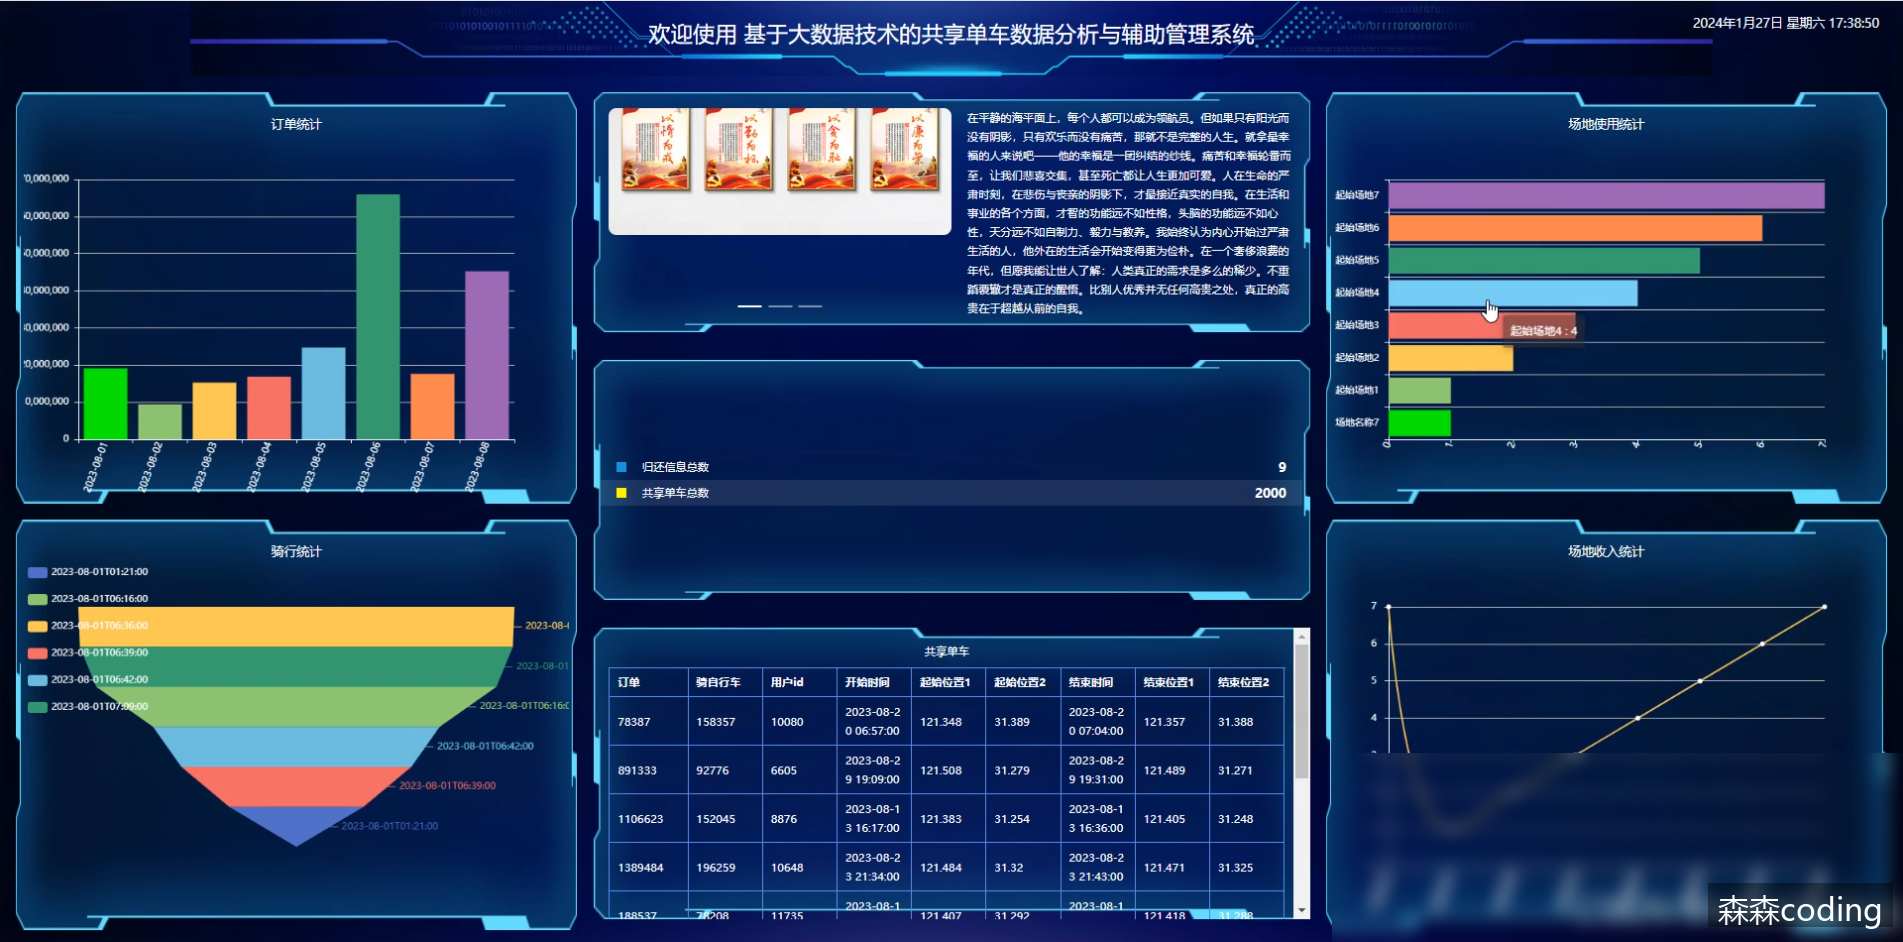 欢迎使用 基于大数据技术的共享单车数据分析与辅助管理系统
2024年1月27日 星期六 17:38:50
订单统计
0,000,000
0,000,000
0,000,000
0,000,000
0,000,000
0,000,000
0,000,000
0
2023-08-01
2023-08-02
2023-08-03
2023-08-04
2023-08-05
2023-08-06
2023-08-07
2023-08-08
以惰为戒
以勤为
以贪为耻
以廉为荣
在平静的海平面上，每个人都可以成为领航员。但如果只有阳光而
没有阴影，只有欢乐而没有痛苦，那就不是完整的人生。就拿最幸
福的人来说吧——他的幸福是一团纠结的纱线。痛苦和幸福轮番而
至，让我们悲喜交集，甚至死亡都让人生更加可爱。人在生命的严
肃时刻，在悲伤与丧亲的阴影下，才最接近真实的自我。在生活和
事业的各个方面，才智的功能远不如性格，头脑的功能远不如心
性，天分远不如自制力、毅力与教养。我始终认为内心开始过严肃
生活的人，他外在的生活会开始变得更为俭朴。在一个奢侈浪费的
年代，但愿我能让世人了解：人类真正的需求是多么的稀少。不重
蹈覆辙才是真正的醒悟。比别人优秀并无任何高贵之处，真正的高
贵在于超越从前的自我。
场地使用统计
起始场地7
起始场地6
起始场地5
起始场地4
起始场地3
起始场地2
起始场地1
场地名称7
起始场地4 : 4
0
1
2
3
4
5
6
7
归还信息总数 9
共享单车总数 2000
骑行统计
2023-08-01T01:21:00
2023-08-01T06:16:00
2023-08-01T06:36:00
2023-08-01T06:39:00
2023-08-01T06:42:00
2023-08-01T07:09:00
2023-08-
2023-08-01
2023-08-01T06:16:
2023-08-01T06:42:00
2023-08-01T06:39:00
2023-08-01T01:21:00
共享单车
订单 骑自行车 用户id 开始时间 起始位置1 起始位置2 结束时间 结束位置1 结束位置2
78387 158357 10080 2023-08-2 121.348 31.389 2023-08-2 121.357 31.388
0 06:57:00 0 07:04:00
891333 92776 6605 2023-08-2 121.508 31.279 2023-08-2 121.489 31.271
9 19:09:00 9 19:31:00
1106623 152045 8876 2023-08-1 121.383 31.254 2023-08-1 121.405 31.248
3 16:17:00 3 16:36:00
1389484 196259 10648 2023-08-2 121.484 31.32 2023-08-2 121.471 31.325
3 21:34:00 3 21:43:00
188537 78208 11735 2023-08-1 121.407 31.292 2023-08-1 121.418 31.288
场地收入统计
7
6
5
4
森森coding